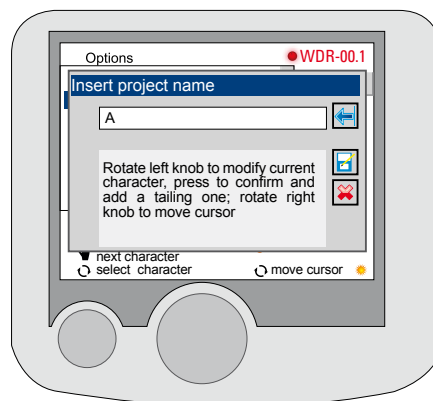 Options
WDR-00.1
Insert project name
A
Rotate left knob to modify current
character, press to confirm and
add a tailing one; rotate right
knob to move cursor
next character
select character
move cursor